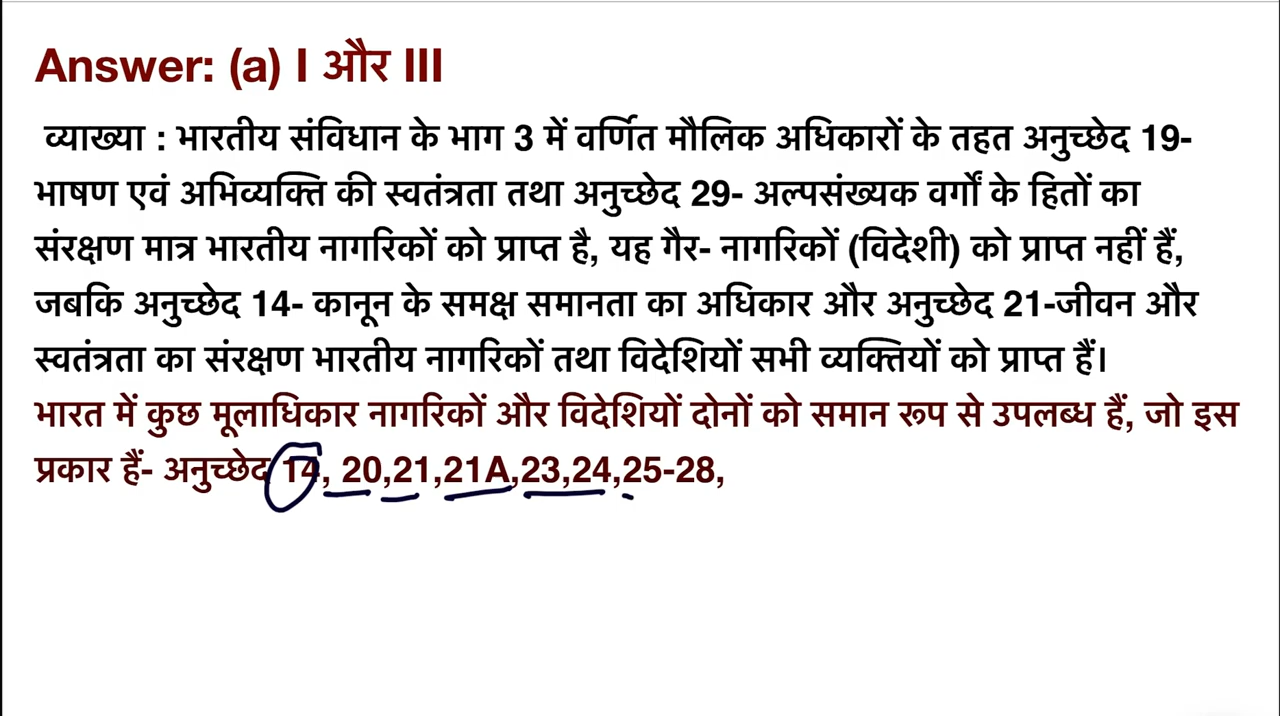 Answer: (a) I और III
व्याख्या : भारतीय संविधान के भाग 3 में वर्णित मौलिक अधिकारों के तहत अनुच्छेद 19-
भाषण एवं अभिव्यक्ति की स्वतंत्रता तथा अनुच्छेद 29- अल्पसंख्यक वर्गों के हितों का
संरक्षण मात्र भारतीय नागरिकों को प्राप्त है, यह गैर- नागरिकों (विदेशी) को प्राप्त नहीं हैं,
जबकि अनुच्छेद 14- कानून के समक्ष समानता का अधिकार और अनुच्छेद 21-जीवन और
स्वतंत्रता का संरक्षण भारतीय नागरिकों तथा विदेशियों सभी व्यक्तियों को प्राप्त हैं।
भारत में कुछ मूलाधिकार नागरिकों और विदेशियों दोनों को समान रूप से उपलब्ध हैं, जो इस
प्रकार हैं- अनुच्छेद 14, 20,21,21A,23,24,25-28,